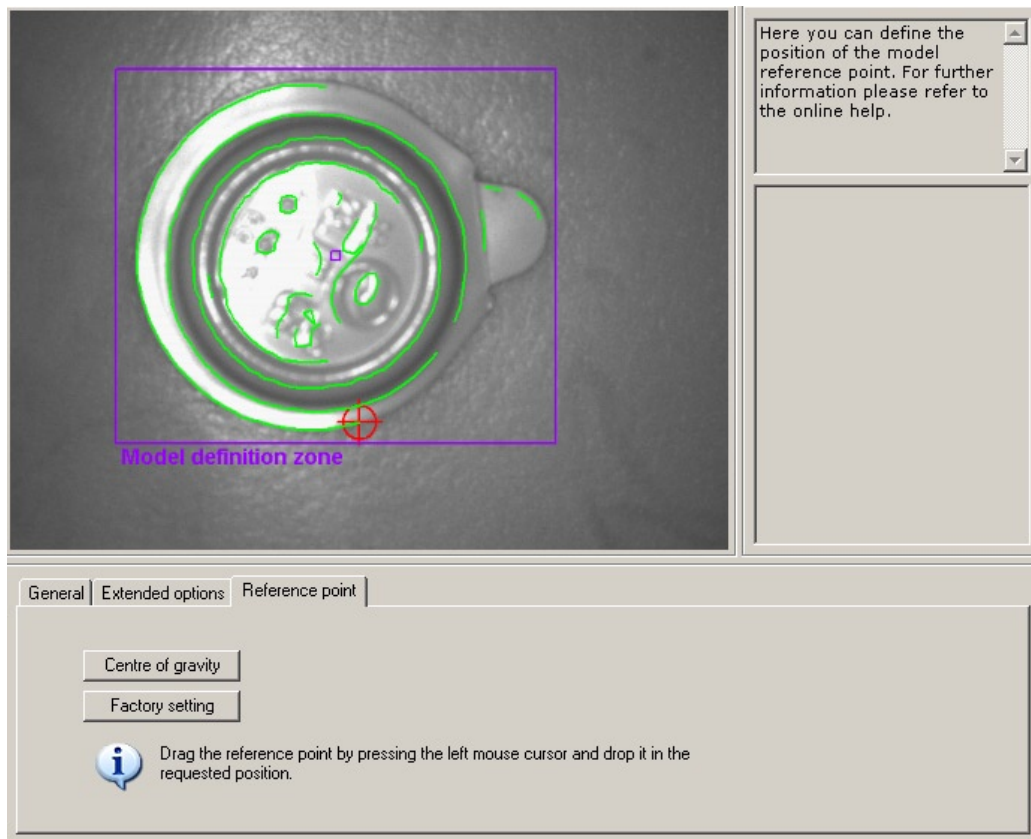 Here you can define the
position of the model
reference point. For further
information please refer to
the online help.
Model definition zone
General
Extended options
Reference point
Centre of gravity
Factory setting
Drag the reference point by pressing the left mouse cursor and drop it in the
requested position.